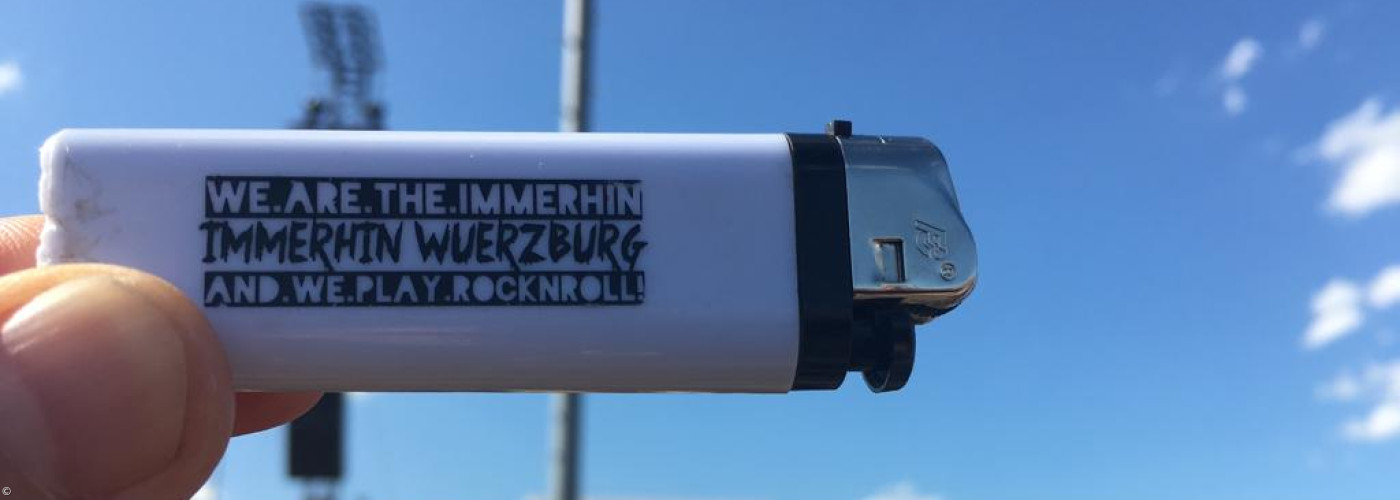 WE.ARE.THE.IMMERHIN
IMMERHIN WUERZBURG
AND.WE.PLAY.ROCKNROLL!
®
©